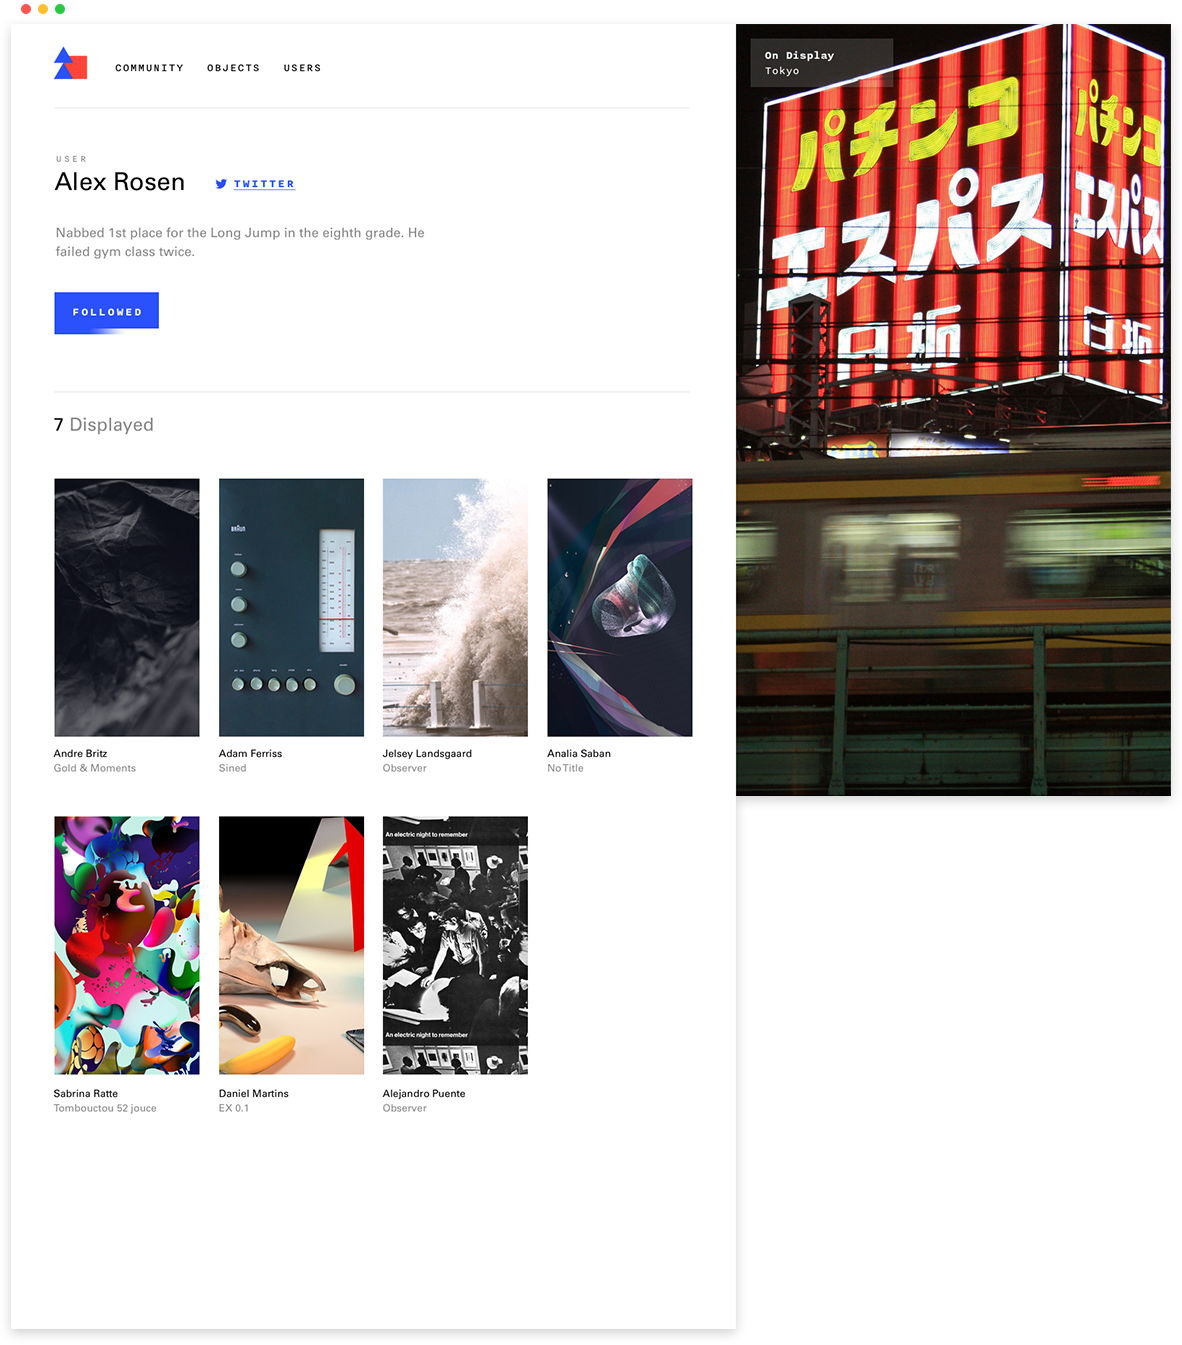 COMMUNITY OBJECTS USERS
USER
Alex Rosen TWITTER
Nabbed 1st place for the Long Jump in the eighth grade. He
failed gym class twice.
FOLLOWED
7 Displayed
BRAUN
Andre Britz
Gold & Moments
Adam Ferriss
Sined
Jelsey Landsgaard
Observer
Analia Saban
No Title
An electric night to remember
An electric night to remember
Sabrina Ratte
Tombouctou 52 jouce
Daniel Martins
EX 0.1
Alejandro Puente
Observer
On Display
Tokyo
パチンコ
エスパス
日拓
パチンコ
エスパス
日拓